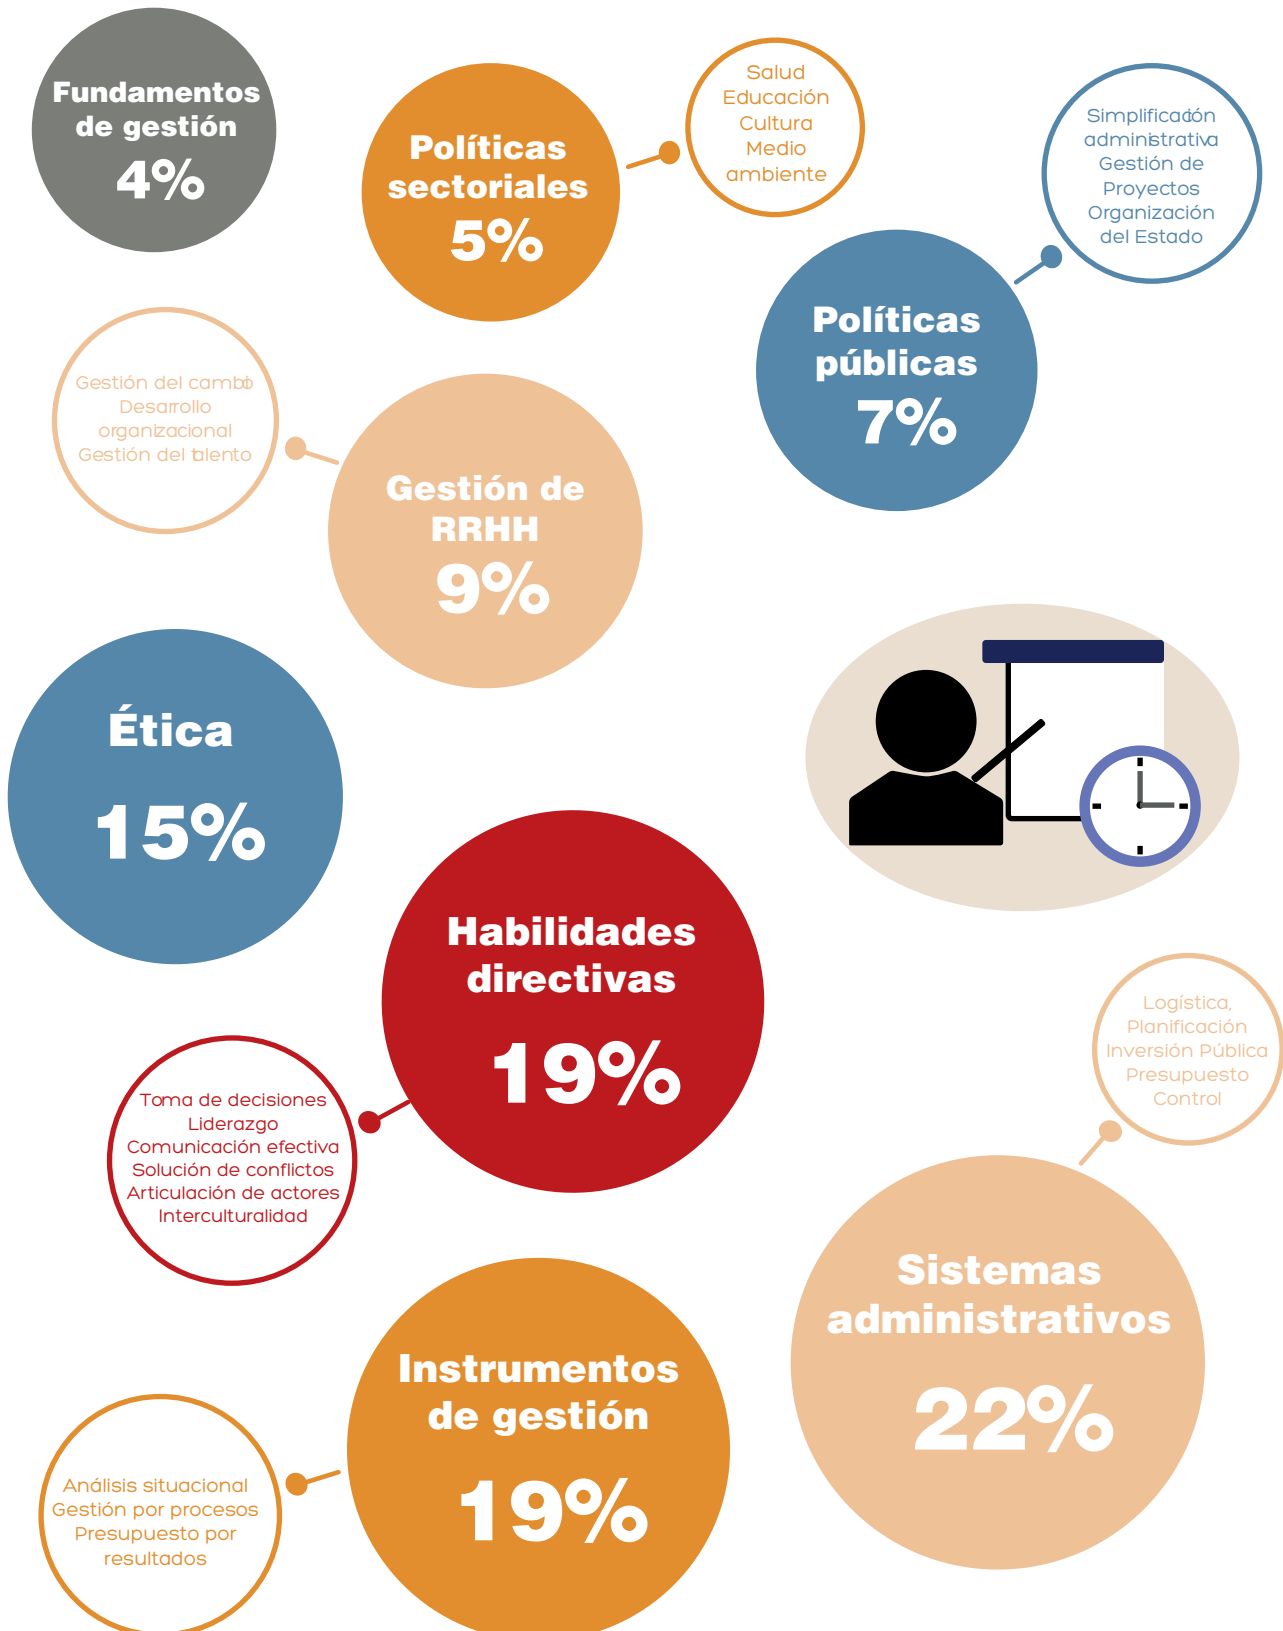 Fundamentos
de gestión
4%
Políticas
sectoriales
5%
Salud
Educación
Cultura
Medio
ambiente
Simplificación
administrativa
Gestión de
Proyectos
Organización
del Estado
Políticas
públicas
7%
Gestión del cambio
Desarrollo
organizacional
Gestión del talento
Gestión de
RRHH
9%
Ética
15%
Habilidades
directivas
19%
Toma de decisiones
Liderazgo
Comunicación efectiva
Solución de conflictos
Articulación de actores
Interculturalidad
Logística,
Planificación
Inversión Pública
Presupuesto
Control
Sistemas
administrativos
22%
Instrumentos
de gestión
19%
Análisis situacional
Gestión por procesos
Presupuesto por
resultados